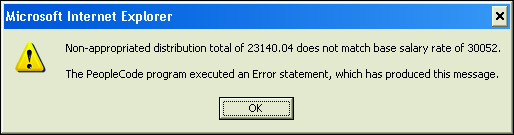 Microsoft Internet Explorer
Non-appropriated distribution total of 23140.04 does not match base salary rate of 30052.
The PeopleCode program executed an Error statement, which has produced this message.
OK